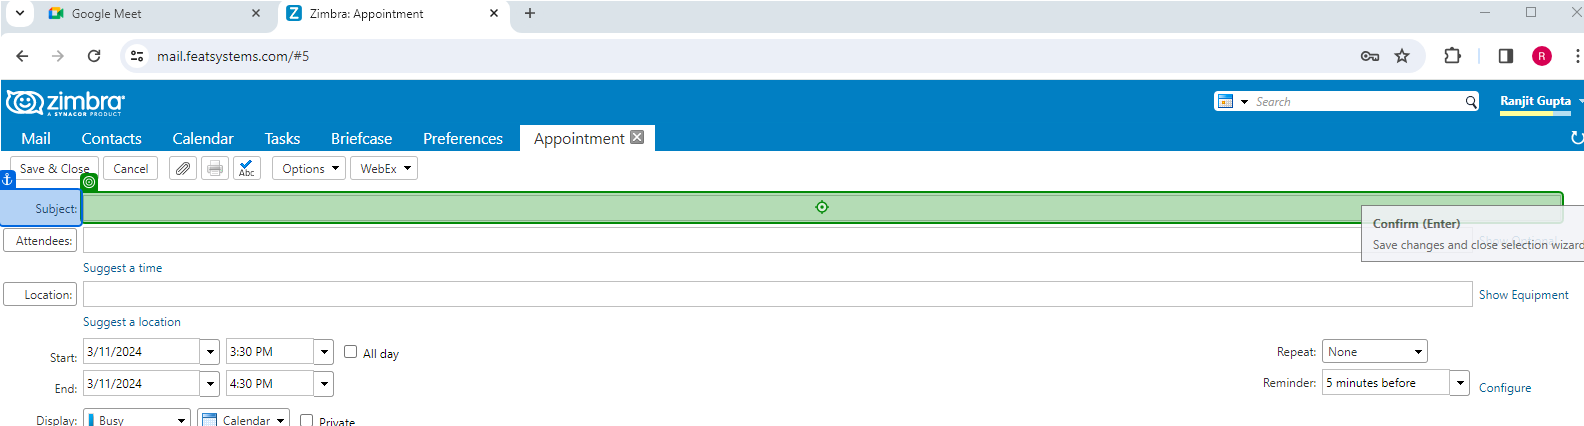 Google Meet
Zimbra: Appointment
mail.featsystems.com/#5
R
zimbra
A SYNACOR PRODUCT
Search
Ranjit Gupta
Mail Contacts Calendar Tasks Briefcase Preferences Appointment
Save & Close Cancel Abc Options WebEx
Subject:
Confirm (Enter)
Save changes and close selection wizard
Attendees:
Suggest a time
Location:
Show Equipment
Suggest a location
Start: 3/11/2024 3:30 PM All day Repeat: None
End: 3/11/2024 4:30 PM Reminder: 5 minutes before Configure
Display: Busy Calendar Private